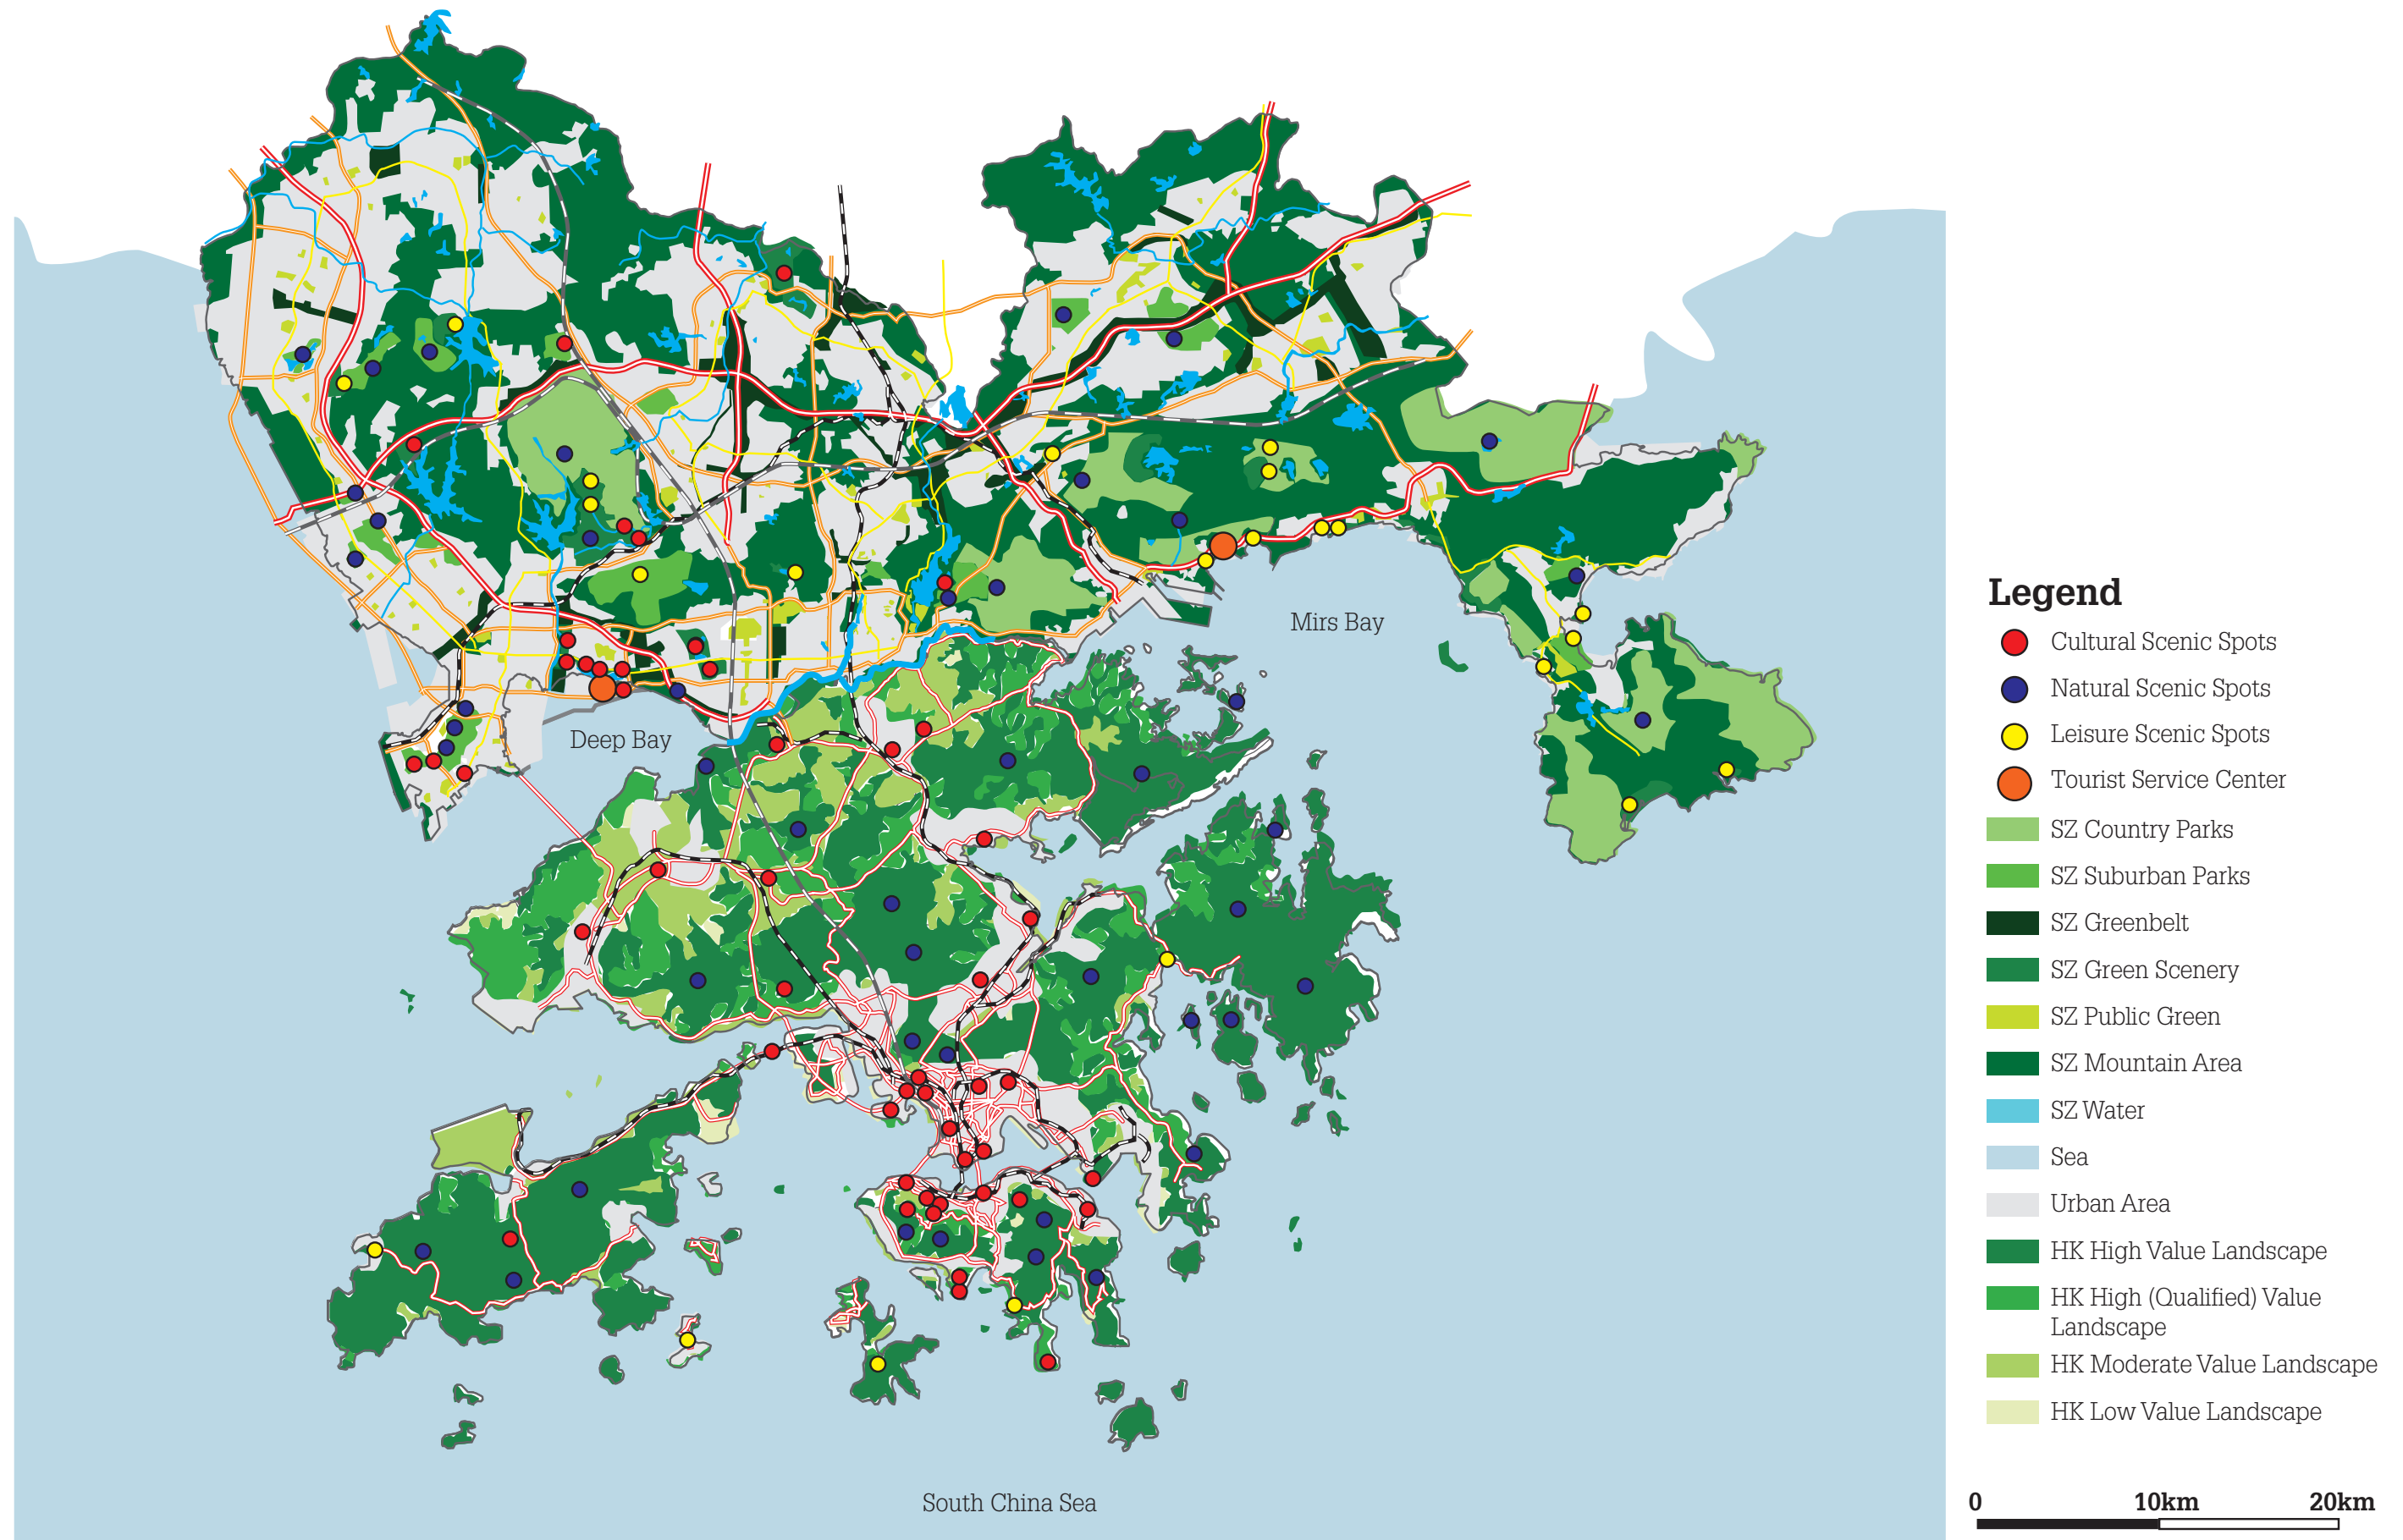 Mirs Bay
Deep Bay
South China Sea
Legend
Cultural Scenic Spots
Natural Scenic Spots
Leisure Scenic Spots
Tourist Service Center
SZ Country Parks
SZ Suburban Parks
SZ Greenbelt
SZ Green Scenery
SZ Public Green
SZ Mountain Area
SZ Water
Sea
Urban Area
HK High Value Landscape
HK High (Qualified) Value
Landscape
HK Moderate Value Landscape
HK Low Value Landscape
0 10km 20km